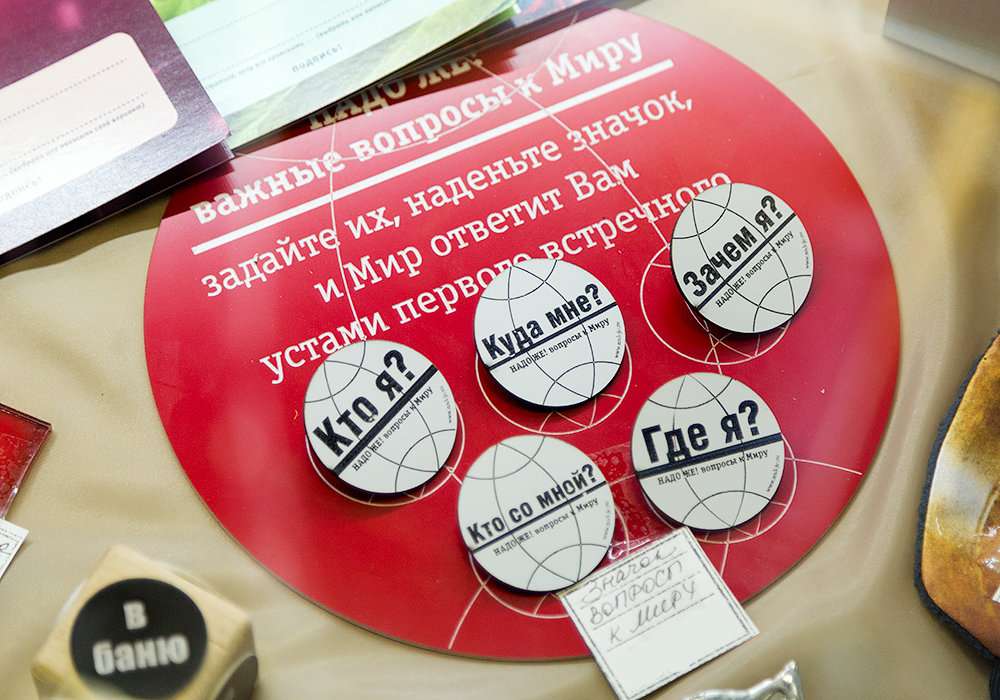 подпись!
НАДО ЖЕ!
важные вопросы к Миру
задайте их, наденьте значок,
и Мир ответит Вам
устами первого встречного
Зачем я?
НАДО ЖЕ! вопросы к Миру
Куда мне?
НАДО ЖЕ! вопросы к Миру
Кто я?
НАДО ЖЕ! вопросы к Миру
Где я?
НАДО ЖЕ! вопросы к Миру
Кто со мной?
НАДО ЖЕ! вопросы к Миру
Значок
ВОПРОСЫ
К МИРУ
В
баню